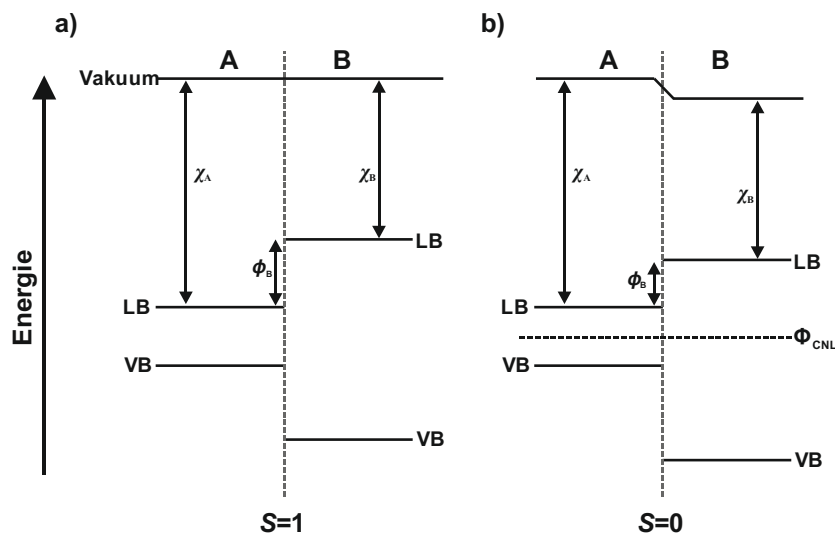 a)
A B
Vakuum
χA
χB
LB
ϕB
LB
VB
VB
Energie
S=1
b)
A B
χA
χB
LB
ϕB
LB
ΦCNL
VB
VB
S=0